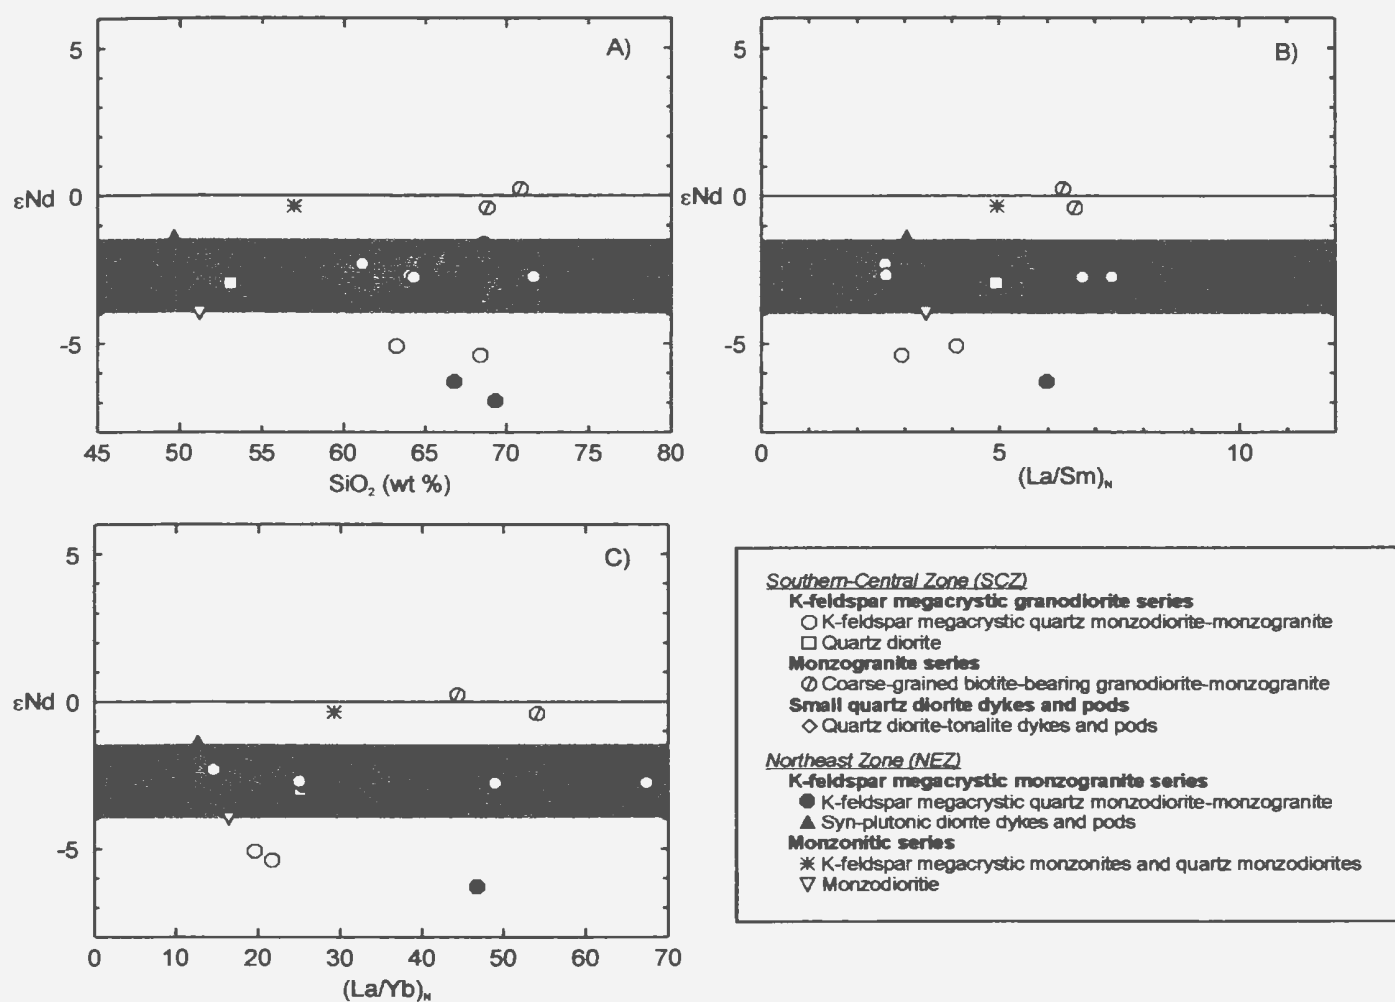 A)
5
0
-5
εNd
45 50 55 60 65 70 75 80
SiO₂ (wt %)
B)
5
0
-5
εNd
0 5 10
(La/Sm)N
C)
5
0
-5
εNd
0 10 20 30 40 50 60 70
(La/Yb)N
Southern-Central Zone (SCZ)
K-feldspar megacrystic granodiorite series
K-feldspar megacrystic quartz monzodiorite-monzogranite
Quartz diorite
Monzogranite series
Coarse-grained biotite-bearing granodiorite-monzogranite
Small quartz diorite dykes and pods
Quartz diorite-tonalite dykes and pods
Northeast Zone (NEZ)
K-feldspar megacrystic monzogranite series
K-feldspar megacrystic quartz monzodiorite-monzogranite
Syn-plutonic diorite dykes and pods
Monzonitic series
K-feldspar megacrystic monzonites and quartz monzodiorites
Monzodioritie